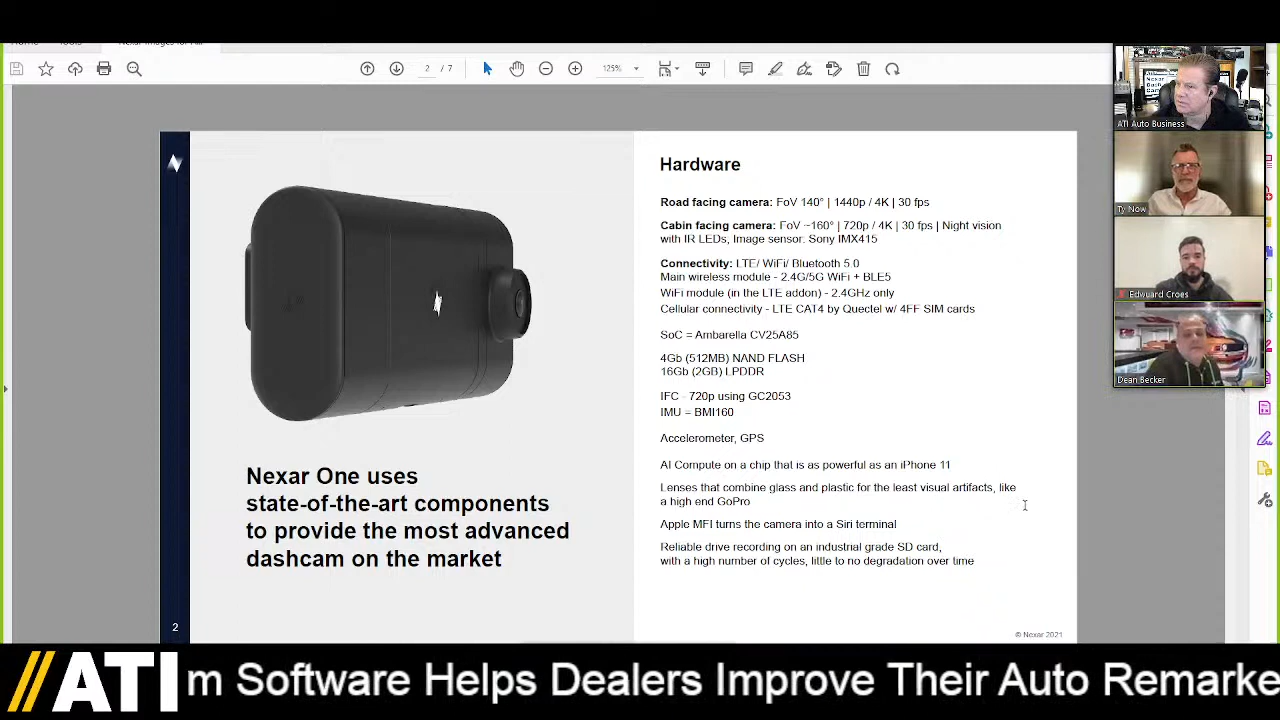 2
125%
Hardware
Road facing camera: FoV 140° | 1440p / 4K | 30 fps
Cabin facing camera: FoV ~160° | 720p / 4K | 30 fps | Night vision
with IR LEDs, Image sensor: Sony IMX415
Connectivity: LTE/ WiFi/ Bluetooth 5.0
Main wireless module - 2.4G/5G WiFi + BLE5
WiFi module (in the LTE addon) - 2.4GHz only
Cellular connectivity - LTE CAT4 by Quectel w/ 4FF SIM cards
SoC = Ambarella CV25A85
4Gb (512MB) NAND FLASH
16Gb (2GB) LPDDR
IFC - 720p using GC2053
IMU = BMI160
Accelerometer, GPS
AI Compute on a chip that is as powerful as an iPhone 11
Lenses that combine glass and plastic for the least visual artifacts, like
a high end GoPro
Apple MFI turns the camera into a Siri terminal
Reliable drive recording on an industrial grade SD card,
with a high number of cycles, little to no degradation over time
© Nexar 2021
Nexar One uses
state-of-the-art components
to provide the most advanced
dashcam on the market
2
ATI Auto Business
Ty Now
Edwuard Croes
Dean Becker
//ATI m Software Helps Dealers Improve Their Auto Remarke